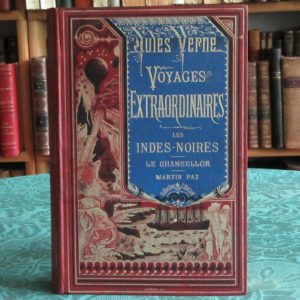 JULES VERNE
VOYAGES
EXTRAORDINAIRES
LES
INDES-NOIRES
LE CHANCELLOR
MARTIN PAZ